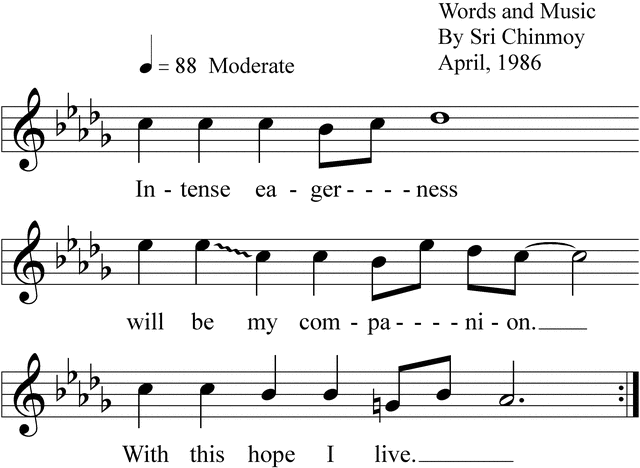 Words and Music
By Sri Chinmoy
April, 1986
= 88 Moderate
In - tense ea - ger - - - - ness
will be my com - pa - - - - ni - on.
With this hope I live.